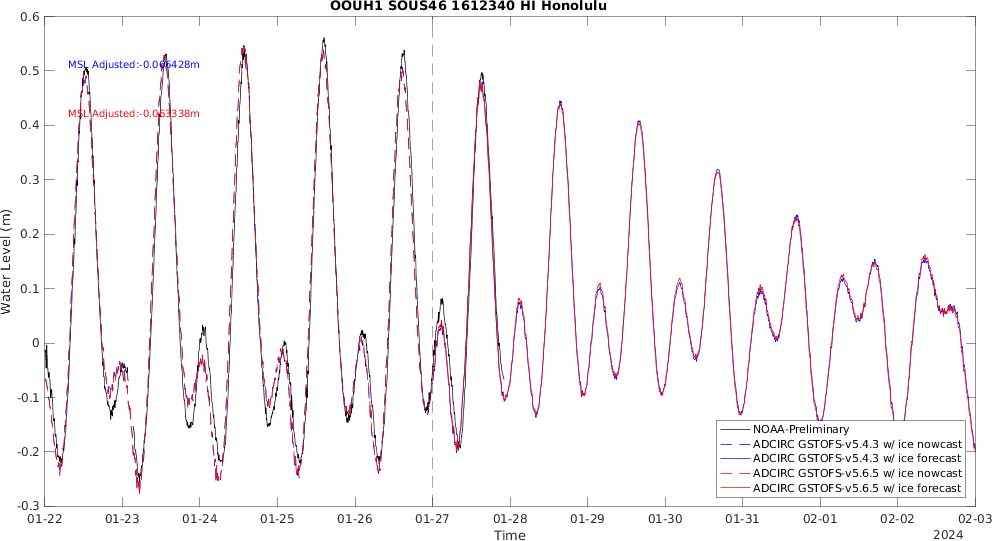 OOUH1 SOUS46 1612340 HI Honolulu
MSL Adjusted:-0.066428m
MSL Adjusted:-0.063338m
Water Level (m)
0.6
0.5
0.4
0.3
0.2
0.1
0
-0.1
-0.2
-0.3
NOAA-Preliminary
ADCIRC GSTOFS-v5.4.3 w/ ice nowcast
ADCIRC GSTOFS-v5.4.3 w/ ice forecast
ADCIRC GSTOFS-v5.6.5 w/ ice nowcast
ADCIRC GSTOFS-v5.6.5 w/ ice forecast
01-22 01-23 01-24 01-25 01-26 01-27 01-28 01-29 01-30 01-31 02-01 02-02 02-03
Time
2024